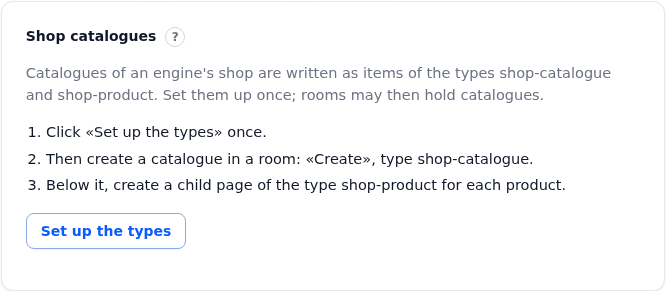 Shop catalogues ?
Catalogues of an engine's shop are written as items of the types shop-catalogue
and shop-product. Set them up once; rooms may then hold catalogues.
1. Click «Set up the types» once.
2. Then create a catalogue in a room: «Create», type shop-catalogue.
3. Below it, create a child page of the type shop-product for each product.
Set up the types